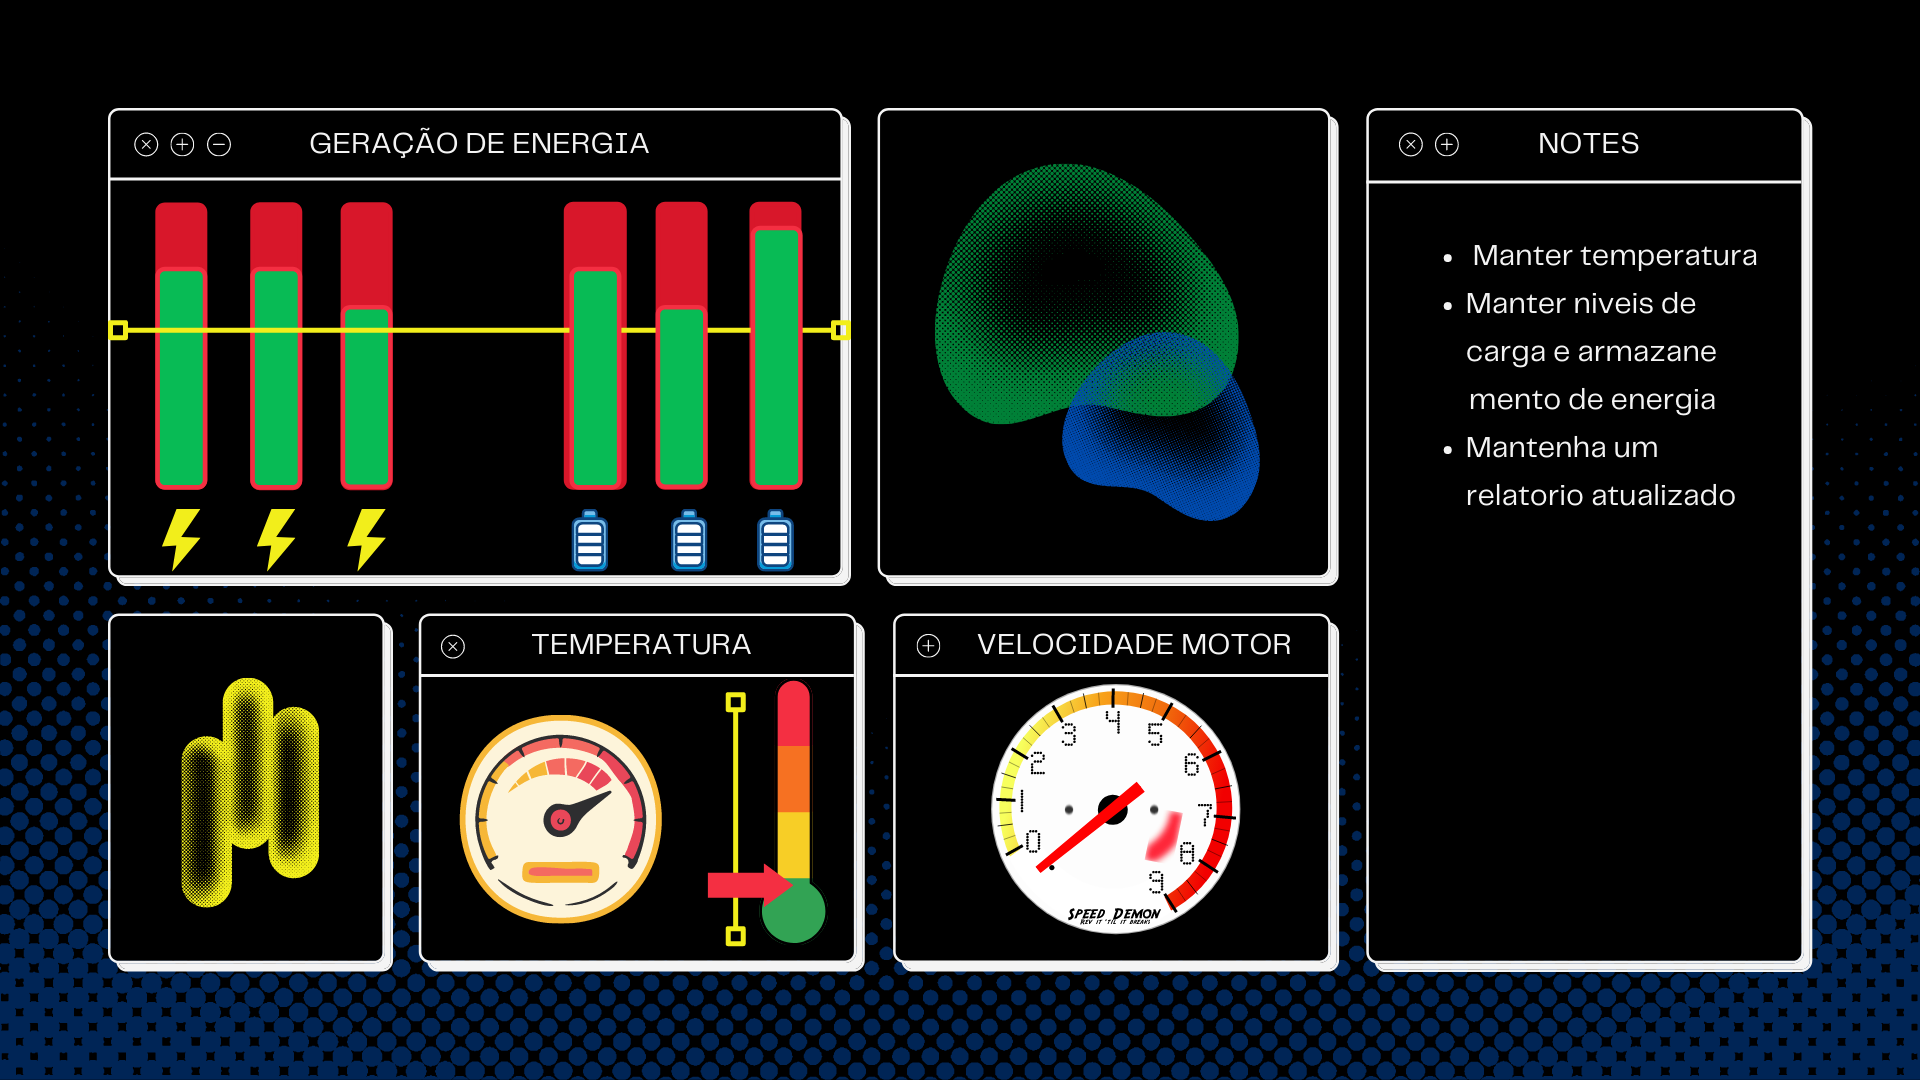 GERAÇÃO DE ENERGIA
NOTES
• Manter temperatura
• Manter niveis de
carga e armazane
mento de energia
• Mantenha um
relatorio atualizado
TEMPERATURA
VELOCIDADE MOTOR
0
1
2
3
4
5
6
7
8
9
SPEED DEMON
REV IT 'TIL IT BREAKS